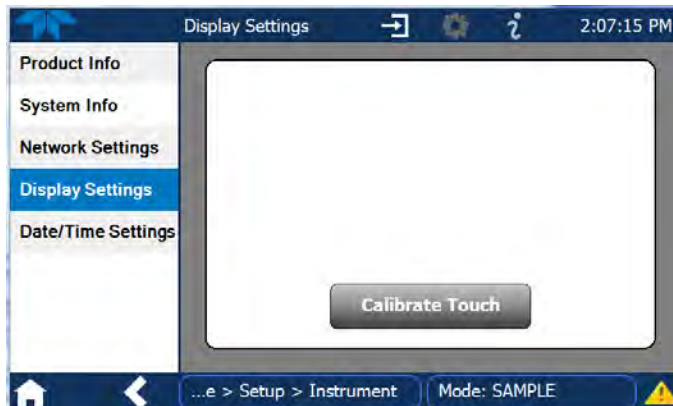 Display Settings 2:07:15 PM
Product Info
System Info
Network Settings
Display Settings
Date/Time Settings
Calibrate Touch
...e > Setup > Instrument Mode: SAMPLE